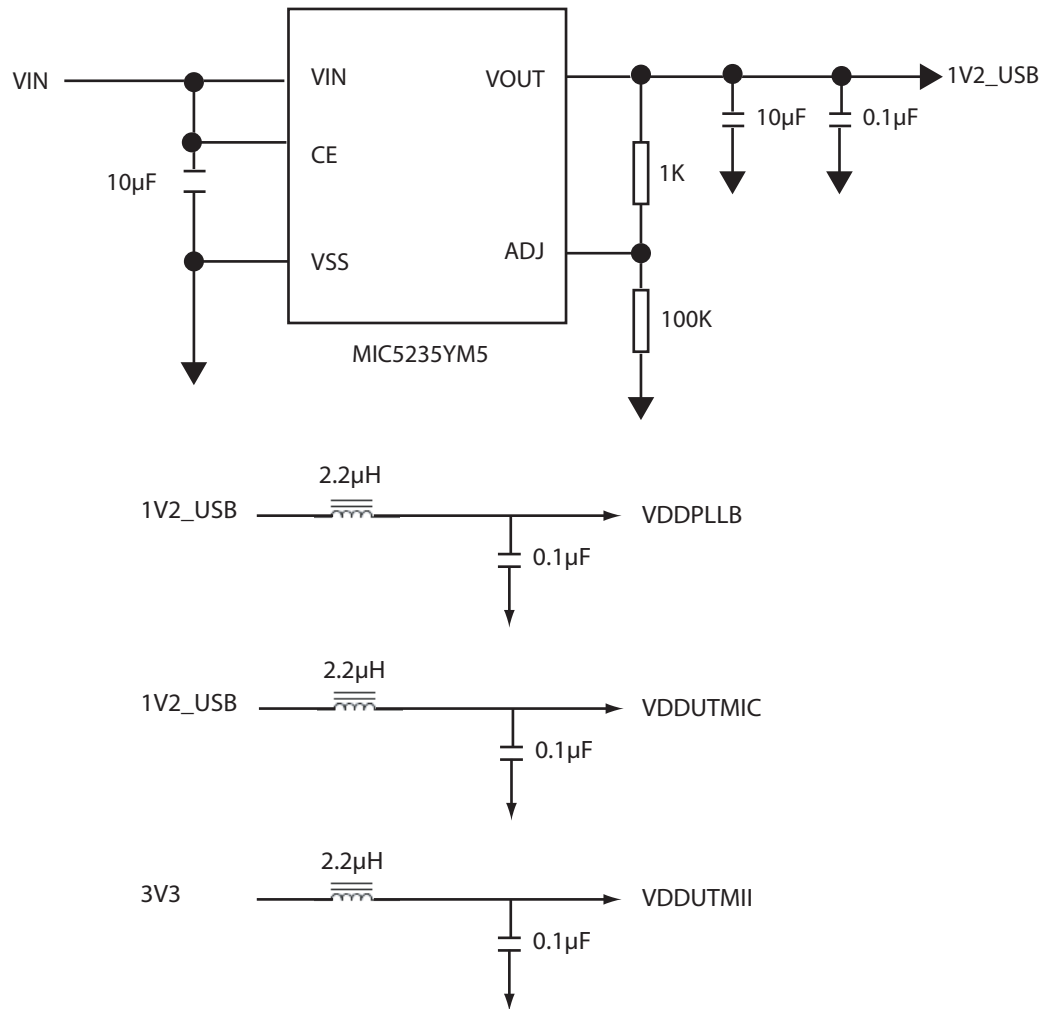 VIN
VIN
VOUT
1V2_USB
10µF
0.1µF
CE
10µF
1K
VSS
ADJ
100K
MIC5235YM5
2.2µH
1V2_USB
VDDPLLB
0.1µF
2.2µH
1V2_USB
VDDUTMIC
0.1µF
2.2µH
3V3
VDDUTMII
0.1µF